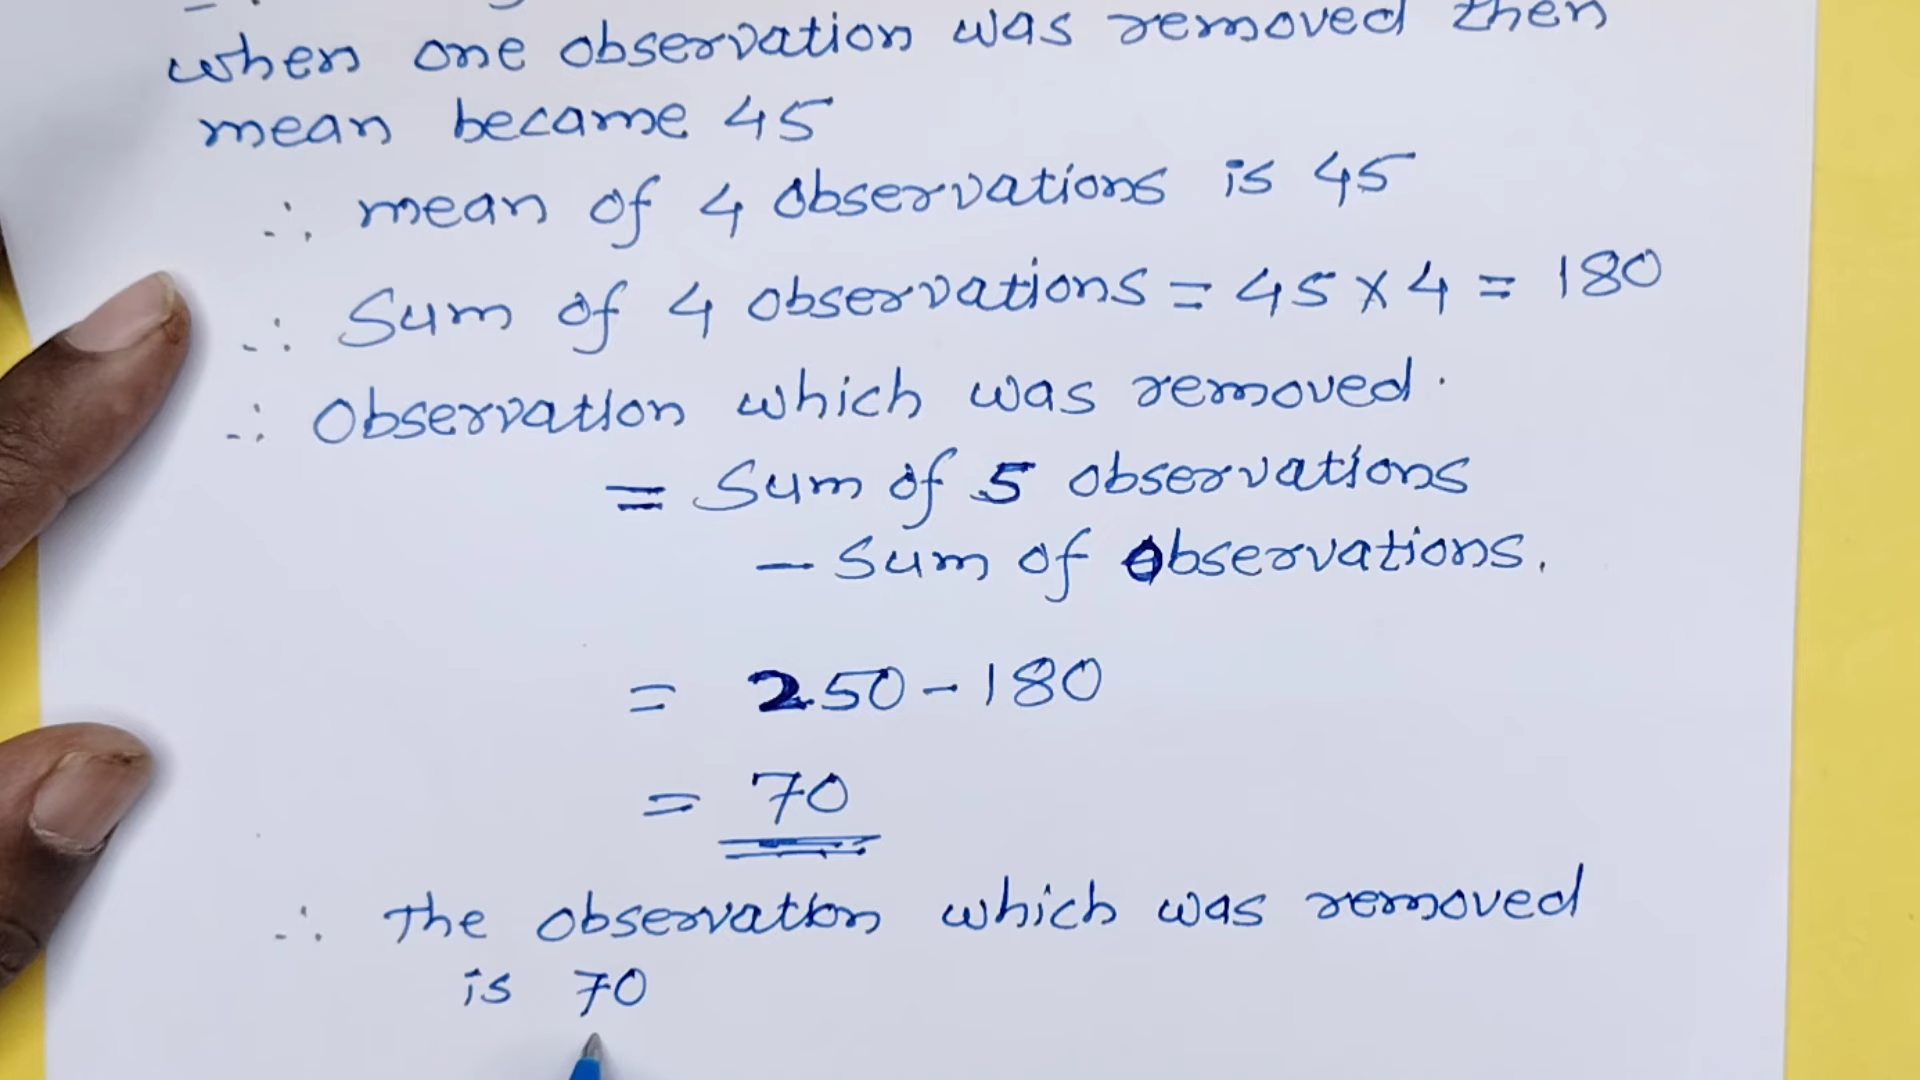 when one observation was removed then
mean became 45
∴ mean of 4 observations is 45
∴ Sum of 4 observations = 45 × 4 = 180
∴ Observation which was removed.
= Sum of 5 observations
— Sum of observations.
= 250 - 180
= 70
∴ The observation which was removed
is 70